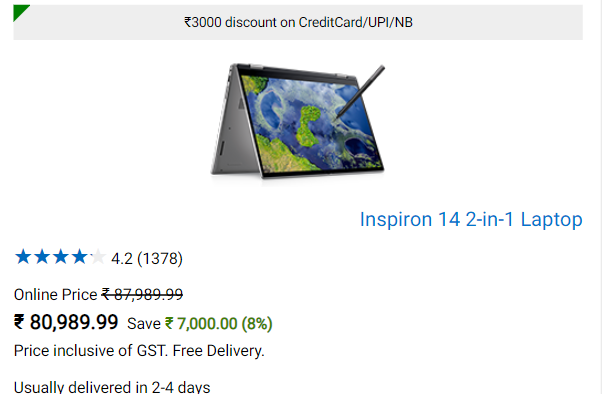 ₹3000 discount on CreditCard/UPI/NB
Inspiron 14 2-in-1 Laptop
4.2 (1378)
Online Price ₹ 87,989.99
₹ 80,989.99 Save ₹ 7,000.00 (8%)
Price inclusive of GST. Free Delivery.
Usually delivered in 2-4 days